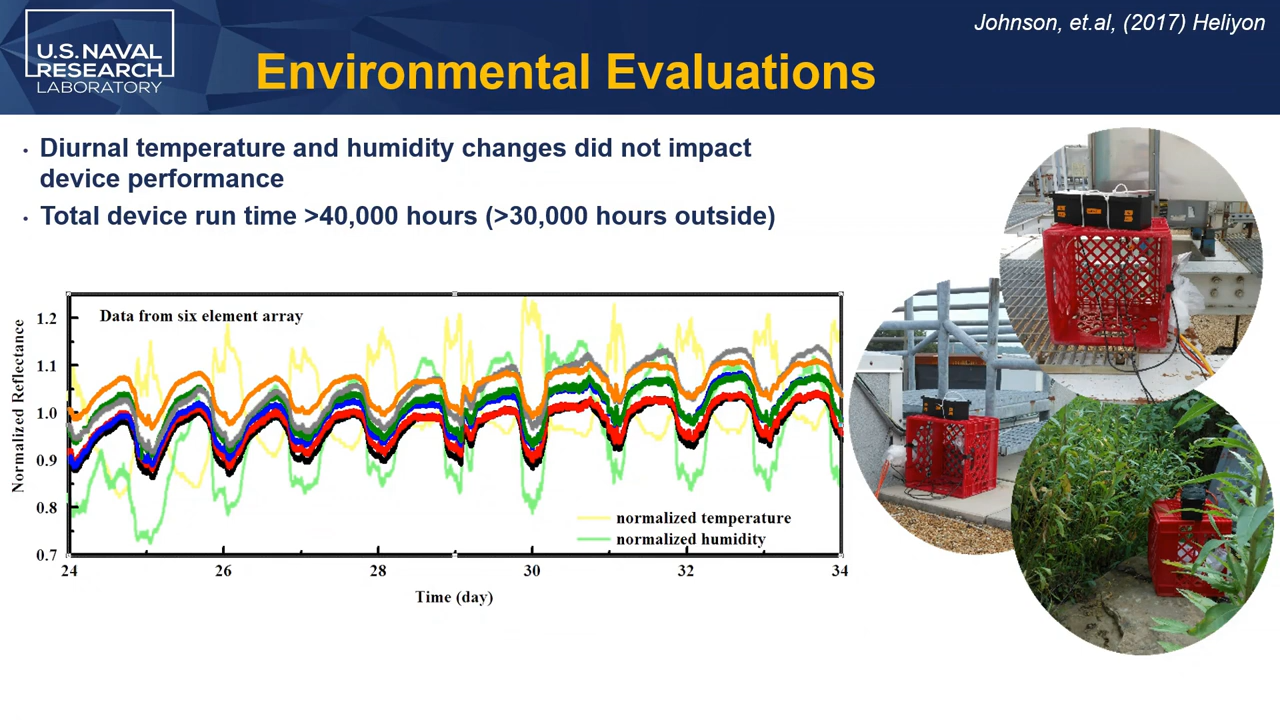 Johnson, et.al, (2017) Heliyon
U.S. NAVAL
RESEARCH
LABORATORY
Environmental Evaluations
• Diurnal temperature and humidity changes did not impact
device performance
• Total device run time >40,000 hours (>30,000 hours outside)
Data from six element array
Normalized Reflectance
1.2
1.1
1.0
0.9
0.8
0.7
normalized temperature
normalized humidity
24 26 28 30 32 34
Time (day)